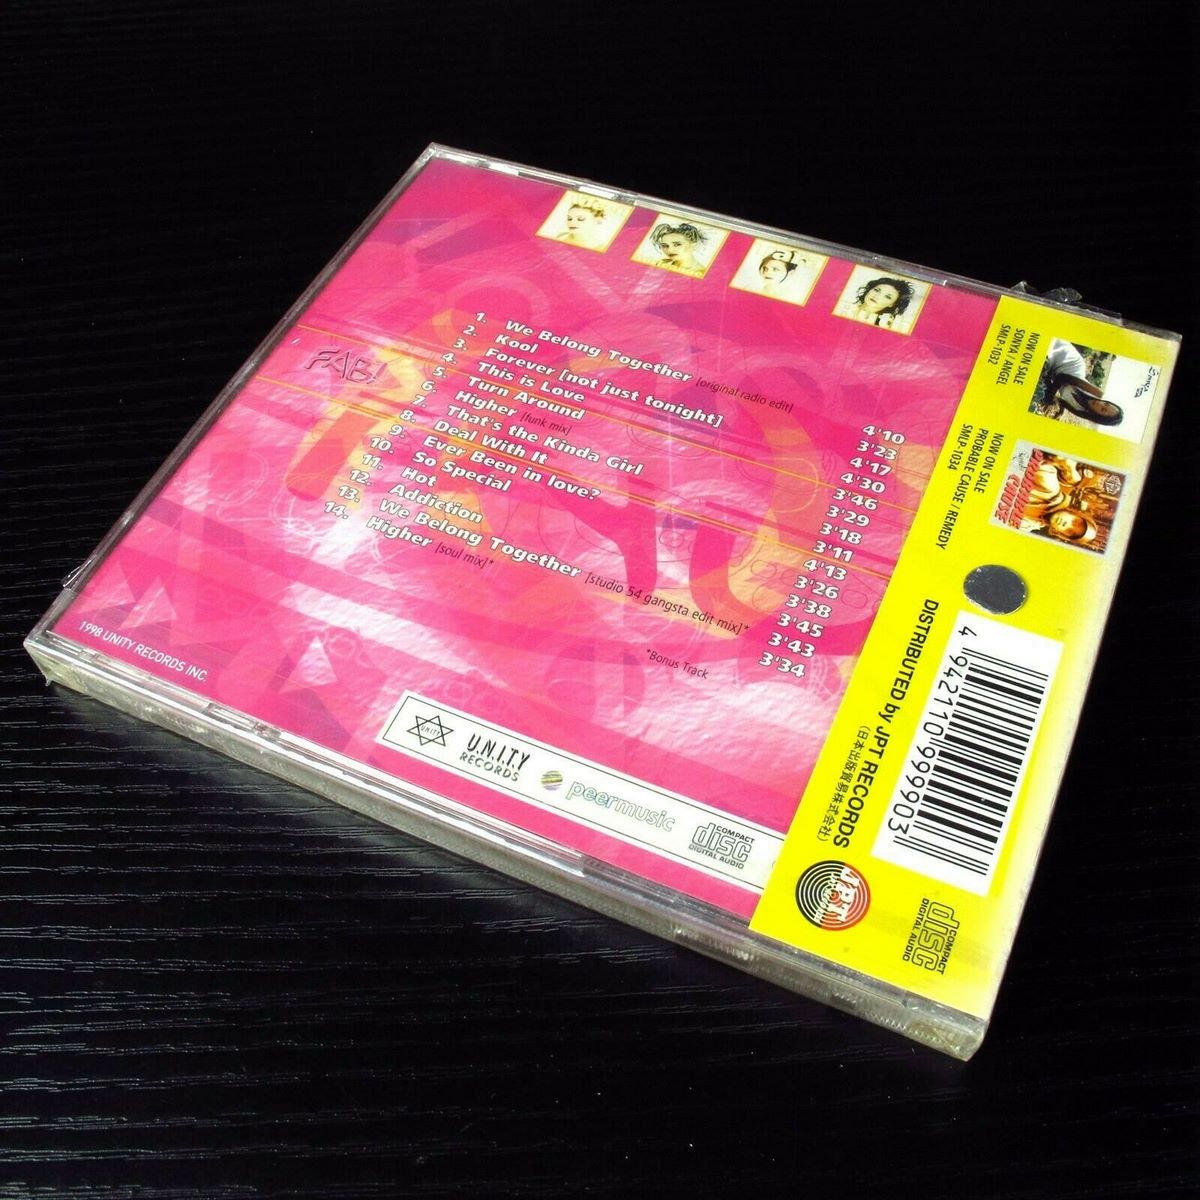 FAB!
1. We Belong Together [original radio edit] 4'10
2. Kool 3'23
3. Forever [not just tonight] 4'17
4. This is Love 4'30
5. Turn Around 3'46
6. Higher [funk mix] 3'29
7. That's the Kinda Girl 3'18
8. Deal With It 3'11
9. Ever Been in love? 4'13
10. So Special 3'26
11. Hot 3'38
12. Addiction 3'45
13. We Belong Together [studio 54 gangsta edit mix]* 3'43
14. Higher [soul mix]* 3'34
*Bonus Track
1998 UNITY RECORDS INC.
UNITY
U.N.I.T.Y
RECORDS
peermusic
COMPACT
disc
DIGITAL AUDIO
NOW ON SALE
SONYA / ANGEL
SMLP-1032
NOW ON SALE
PROBABLE CAUSE / REMEDY
SMLP-1034
PROBABLE CAUSE
4 942110 999903
DISTRIBUTED by JPT RECORDS
(日本出版貿易株式会社)
JPT
COMPACT
disc
DIGITAL AUDIO